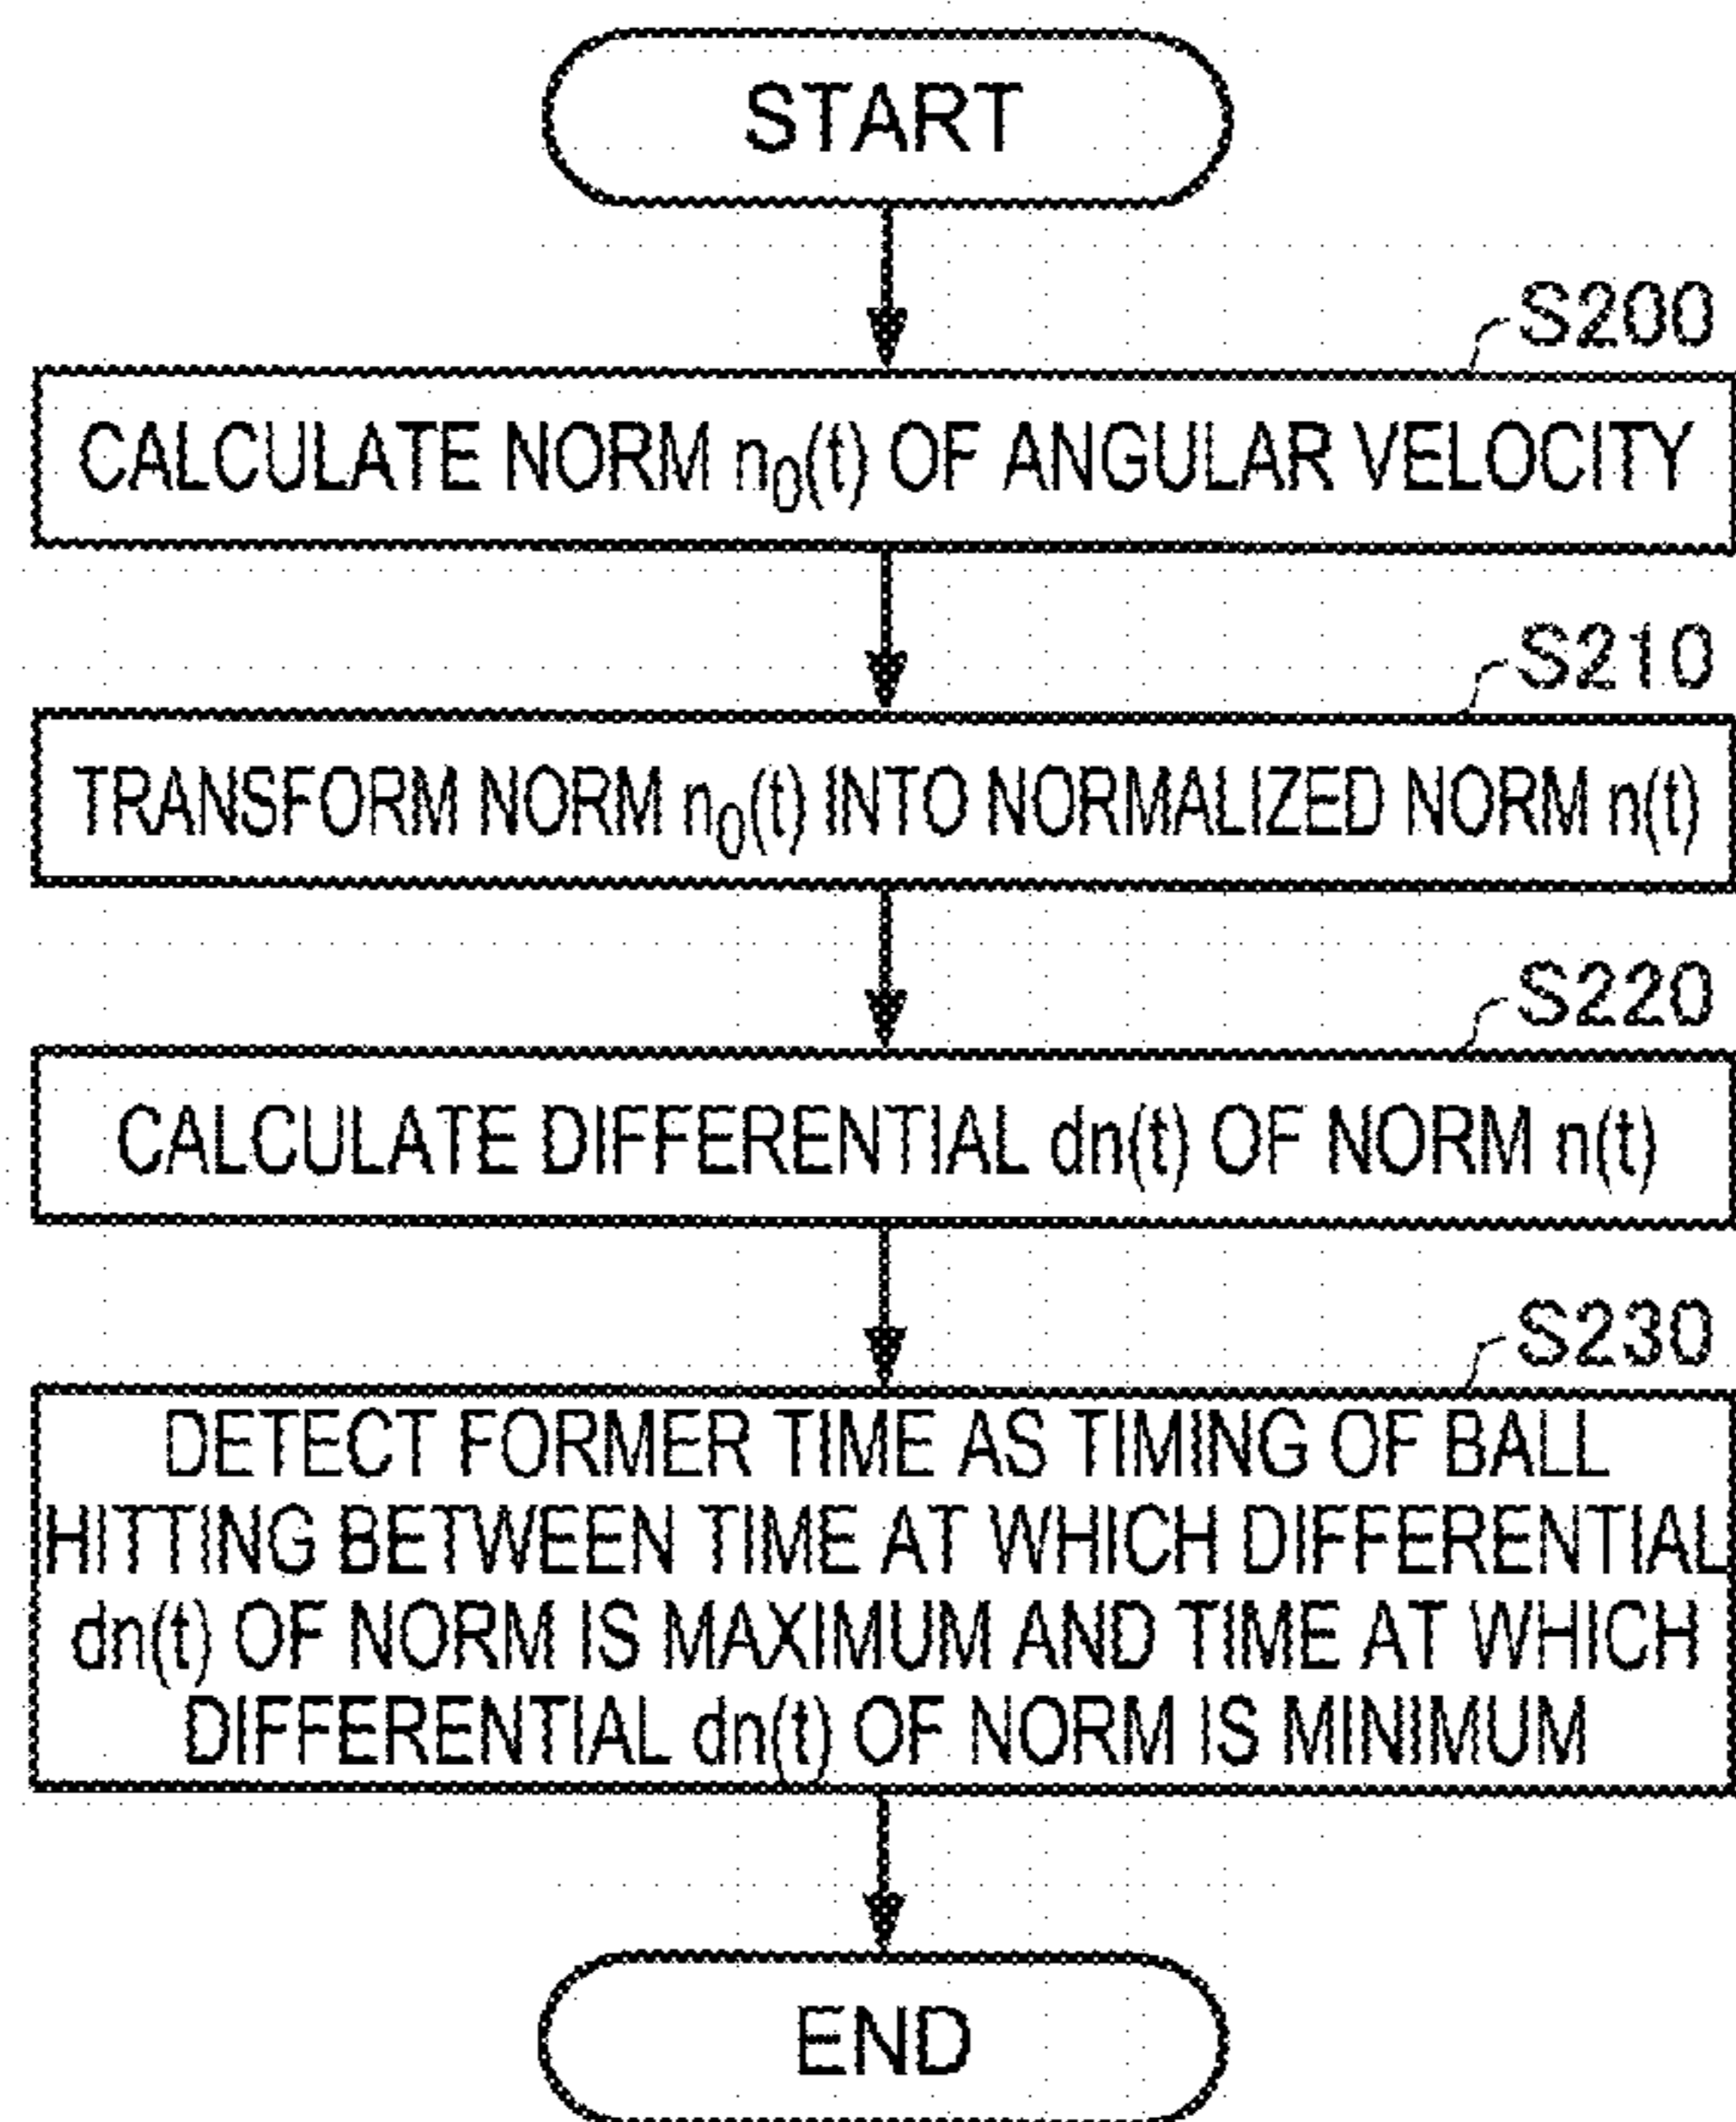 START
S200
CALCULATE NORM n₀(t) OF ANGULAR VELOCITY
S210
TRANSFORM NORM n₀(t) INTO NORMALIZED NORM n(t)
S220
CALCULATE DIFFERENTIAL dn(t) OF NORM n(t)
S230
DETECT FORMER TIME AS TIMING OF BALL
HITTING BETWEEN TIME AT WHICH DIFFERENTIAL
dn(t) OF NORM IS MAXIMUM AND TIME AT WHICH
DIFFERENTIAL dn(t) OF NORM IS MINIMUM
END